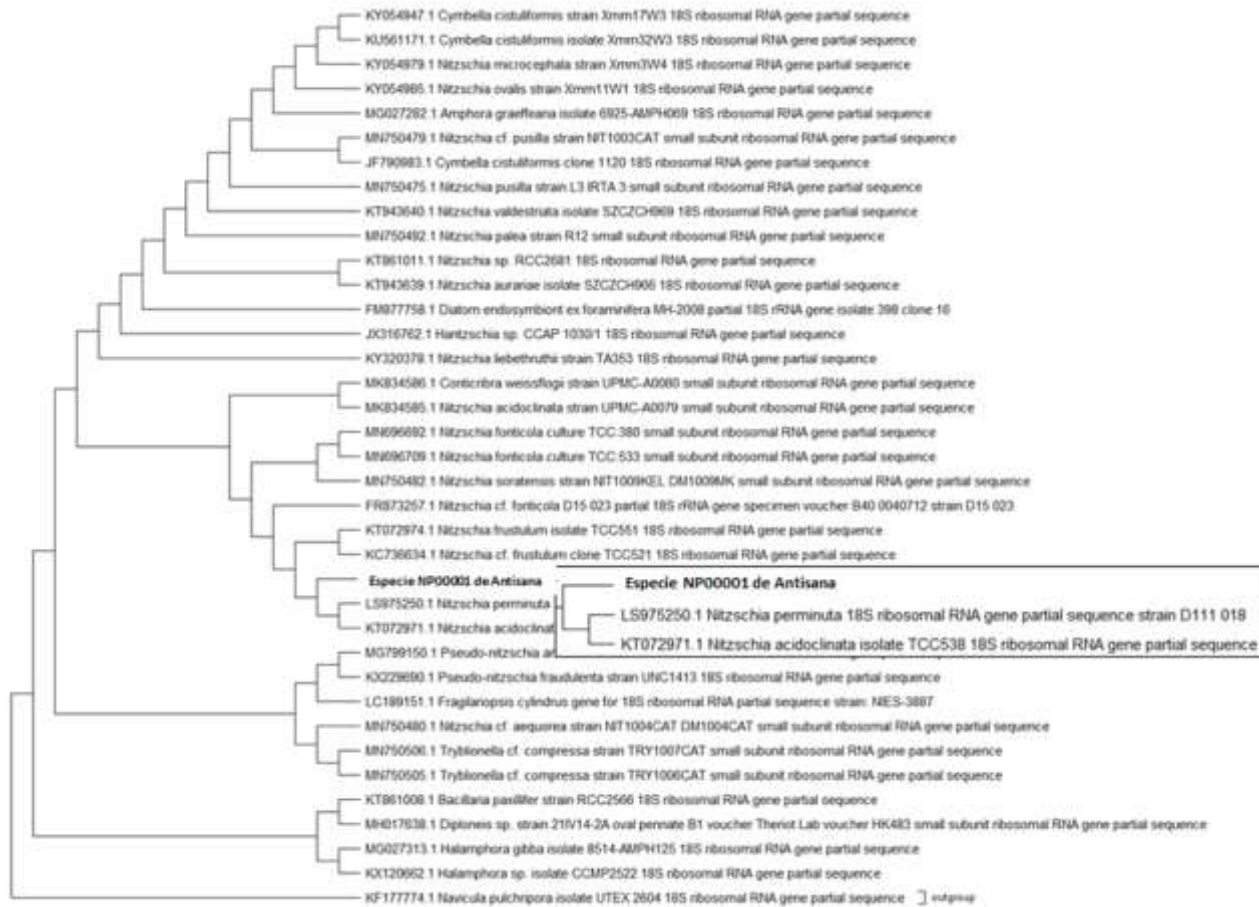 KY054947.1 Cymbella cistuliformis strain Xmm17W3 18S ribosomal RNA gene partial sequence
KU561171.1 Cymbella cistuliformis isolate Xmm32W3 18S ribosomal RNA gene partial sequence
KY054979.1 Nitzschia microcephala strain Xmm3W4 18S ribosomal RNA gene partial sequence
KY054985.1 Nitzschia ovalis strain Xmm11W1 18S ribosomal RNA gene partial sequence
MG027282.1 Amphora graeffeana isolate 6925-AMPH069 18S ribosomal RNA gene partial sequence
MN750479.1 Nitzschia cf. pusilla strain NIT1003CAT small subunit ribosomal RNA gene partial sequence
JF790983.1 Cymbella cistuliformis clone 1120 18S ribosomal RNA gene partial sequence
MN750475.1 Nitzschia pusilla strain L3 IRTA 3 small subunit ribosomal RNA gene partial sequence
KT943640.1 Nitzschia valdestriata isolate SZCZCH969 18S ribosomal RNA gene partial sequence
MN750492.1 Nitzschia palea strain R12 small subunit ribosomal RNA gene partial sequence
KT861011.1 Nitzschia sp. RCC2681 18S ribosomal RNA gene partial sequence
KT943639.1 Nitzschia aurariae isolate SZCZCH966 18S ribosomal RNA gene partial sequence
FM877758.1 Diatom endosymbiont ex foraminifera MH-2008 partial 18S rRNA gene isolate 398 clone 16
JX316762.1 Hantzschia sp. CCAP 1030/1 18S ribosomal RNA gene partial sequence
KY320378.1 Nitzschia liebethruthii strain TA353 18S ribosomal RNA gene partial sequence
MK834586.1 Conticribra weissflogii strain UPMC-A0080 small subunit ribosomal RNA gene partial sequence
MK834585.1 Nitzschia acidoclinata strain UPMC-A0079 small subunit ribosomal RNA gene partial sequence
MN696692.1 Nitzschia fonticola culture TCC:380 small subunit ribosomal RNA gene partial sequence
MN696709.1 Nitzschia fonticola culture TCC:533 small subunit ribosomal RNA gene partial sequence
MN750482.1 Nitzschia soratensis strain NIT1009KEL DM1009MK small subunit ribosomal RNA gene partial sequence
FR873257.1 Nitzschia cf. fonticola D15 023 partial 18S rRNA gene specimen voucher B40 0040712 strain D15 023
KT072974.1 Nitzschia frustulum isolate TCC551 18S ribosomal RNA gene partial sequence
KC736634.1 Nitzschia cf. frustulum clone TCC521 18S ribosomal RNA gene partial sequence
Especie NP00001 de Antisana
LS975250.1 Nitzschia perminuta
KT072971.1 Nitzschia acidoclinat
Especie NP00001 de Antisana
LS975250.1 Nitzschia perminuta 18S ribosomal RNA gene partial sequence strain D111 018
KT072971.1 Nitzschia acidoclinata isolate TCC538 18S ribosomal RNA gene partial sequence
MG799150.1 Pseudo-nitzschia
KX229690.1 Pseudo-nitzschia fraudulenta strain UNC1413 18S ribosomal RNA gene partial sequence
LC189151.1 Fragilariopsis cylindrus gene for 18S ribosomal RNA partial sequence strain: NIES-3887
MN750480.1 Nitzschia cf. aequorea strain NIT1004CAT DM1004CAT small subunit ribosomal RNA gene partial sequence
MN750506.1 Tryblionella cf. compressa strain TRY1007CAT small subunit ribosomal RNA gene partial sequence
MN750505.1 Tryblionella cf. compressa strain TRY1006CAT small subunit ribosomal RNA gene partial sequence
KT861008.1 Bacillaria paxillifer strain RCC2566 18S ribosomal RNA gene partial sequence
MH017638.1 Diploneis sp. strain 21IV14-2A oval pennate B1 voucher Theriot Lab voucher HK483 small subunit ribosomal RNA gene partial sequence
MG027313.1 Halamphora gibba isolate 8514-AMPH125 18S ribosomal RNA gene partial sequence
KX120662.1 Halamphora sp. isolate CCMP2522 18S ribosomal RNA gene partial sequence
KF177774.1 Navicula pulchripora isolate UTEX 2604 18S ribosomal RNA gene partial sequence outgroup